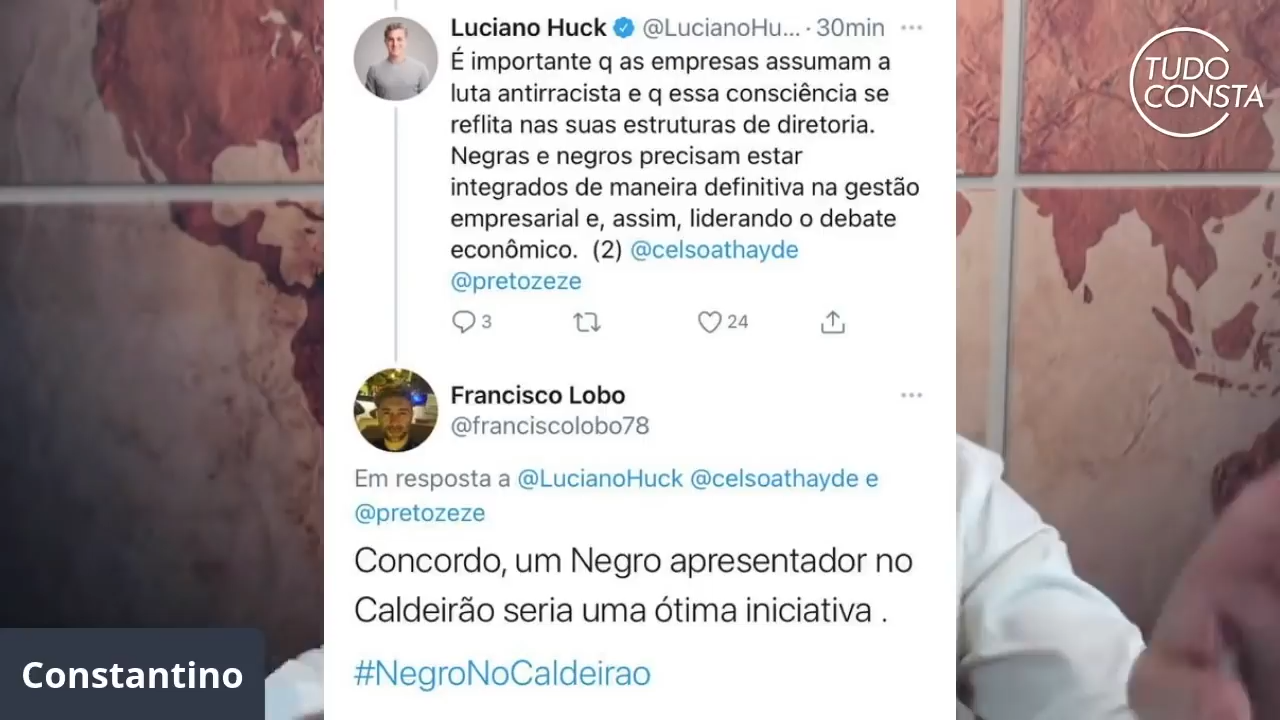 Luciano Huck @LucianoHu... · 30min ...
É importante q as empresas assumam a
luta antirracista e q essa consciência se
reflita nas suas estruturas de diretoria.
Negras e negros precisam estar
integrados de maneira definitiva na gestão
empresarial e, assim, liderando o debate
econômico. (2) @celsoathayde
@pretozeze
3 24
Francisco Lobo ...
@franciscolobo78
Em resposta a @LucianoHuck @celsoathayde e
@pretozeze
Concordo, um Negro apresentador no
Caldeirão seria uma ótima iniciativa .
#NegroNoCaldeirao
TUDO
CONSTA
Constantino